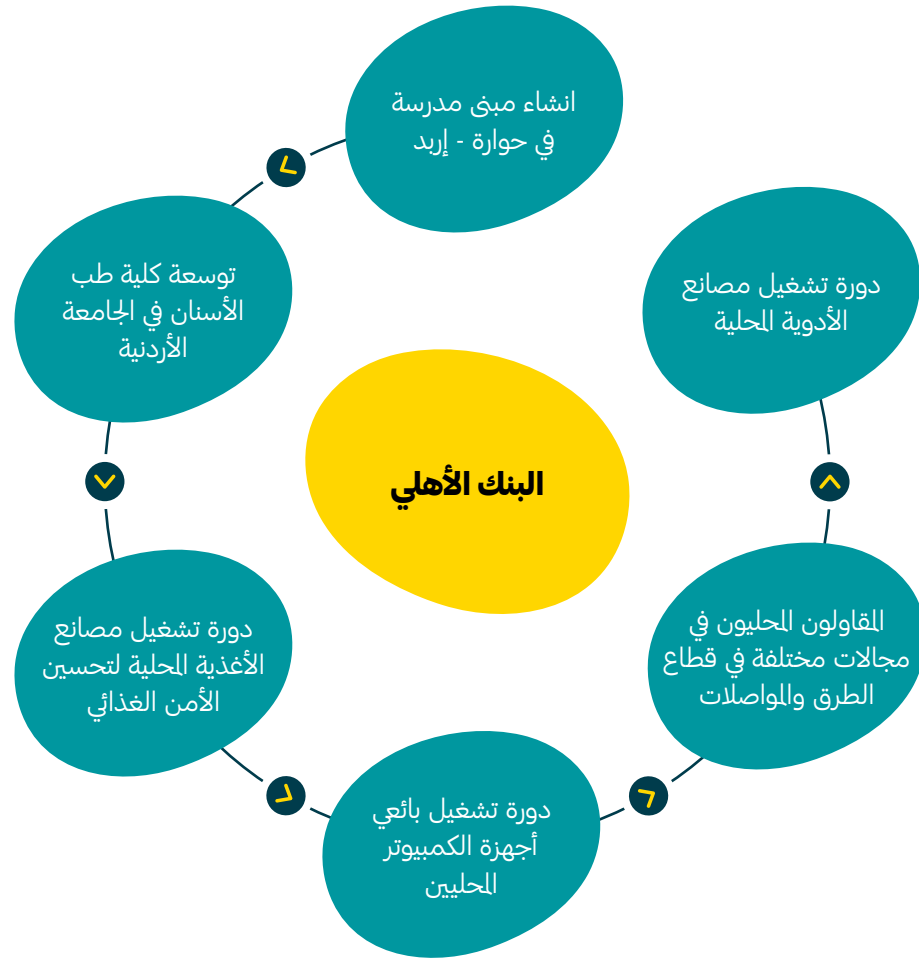 انشاء مبنى مدرسة
في حوارة - إربد
توسعة كلية طب
الأسنان في الجامعة
الأردنية
دورة تشغيل مصانع
الأغذية المحلية لتحسين
الأمن الغذائي
دورة تشغيل بائعي
أجهزة الكمبيوتر
المحليين
المقاولون المحليون في
مجالات مختلفة في قطاع
الطرق والمواصلات
دورة تشغيل مصانع
الأدوية المحلية
البنك الأهلي